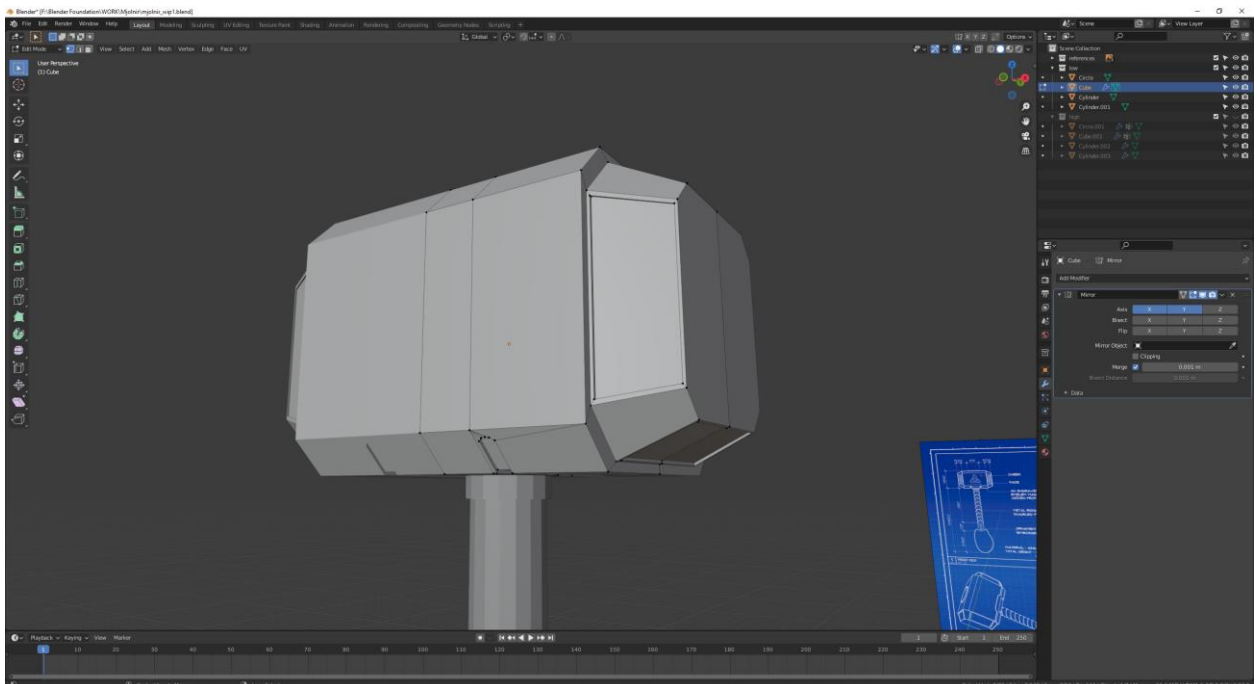 Blender* [F:\Blender Foundation\WORK\Mjolnir\mjolnir_wip1.blend]
File Edit Render Window Help Layout Modeling Sculpting UV Editing Texture Paint Shading Animation Rendering Compositing Geometry Nodes Scripting +
Scene View Layer
Global
X Y Z Options
Edit Mode View Select Add Mesh Vertex Edge Face UV
User Perspective
(1) Cube
Scene Collection
references
low
Circle
Cube
Cylinder
Cylinder.001
high
Circle.001
Cube.001
Cylinder.002
Cylinder.003
Cube Mirror
Add Modifier
Mirror
Axis X Y Z
Bisect X Y Z
Flip X Y Z
Mirror Object
Clipping
Merge 0.001 m
Bisect Distance 0.001 m
Data
Playback Keying View Marker
1 Start 1 End 250
1 10 20 30 40 50 60 70 80 90 100 110 120 130 140 150 160 170 180 190 200 210 220 230 240 250